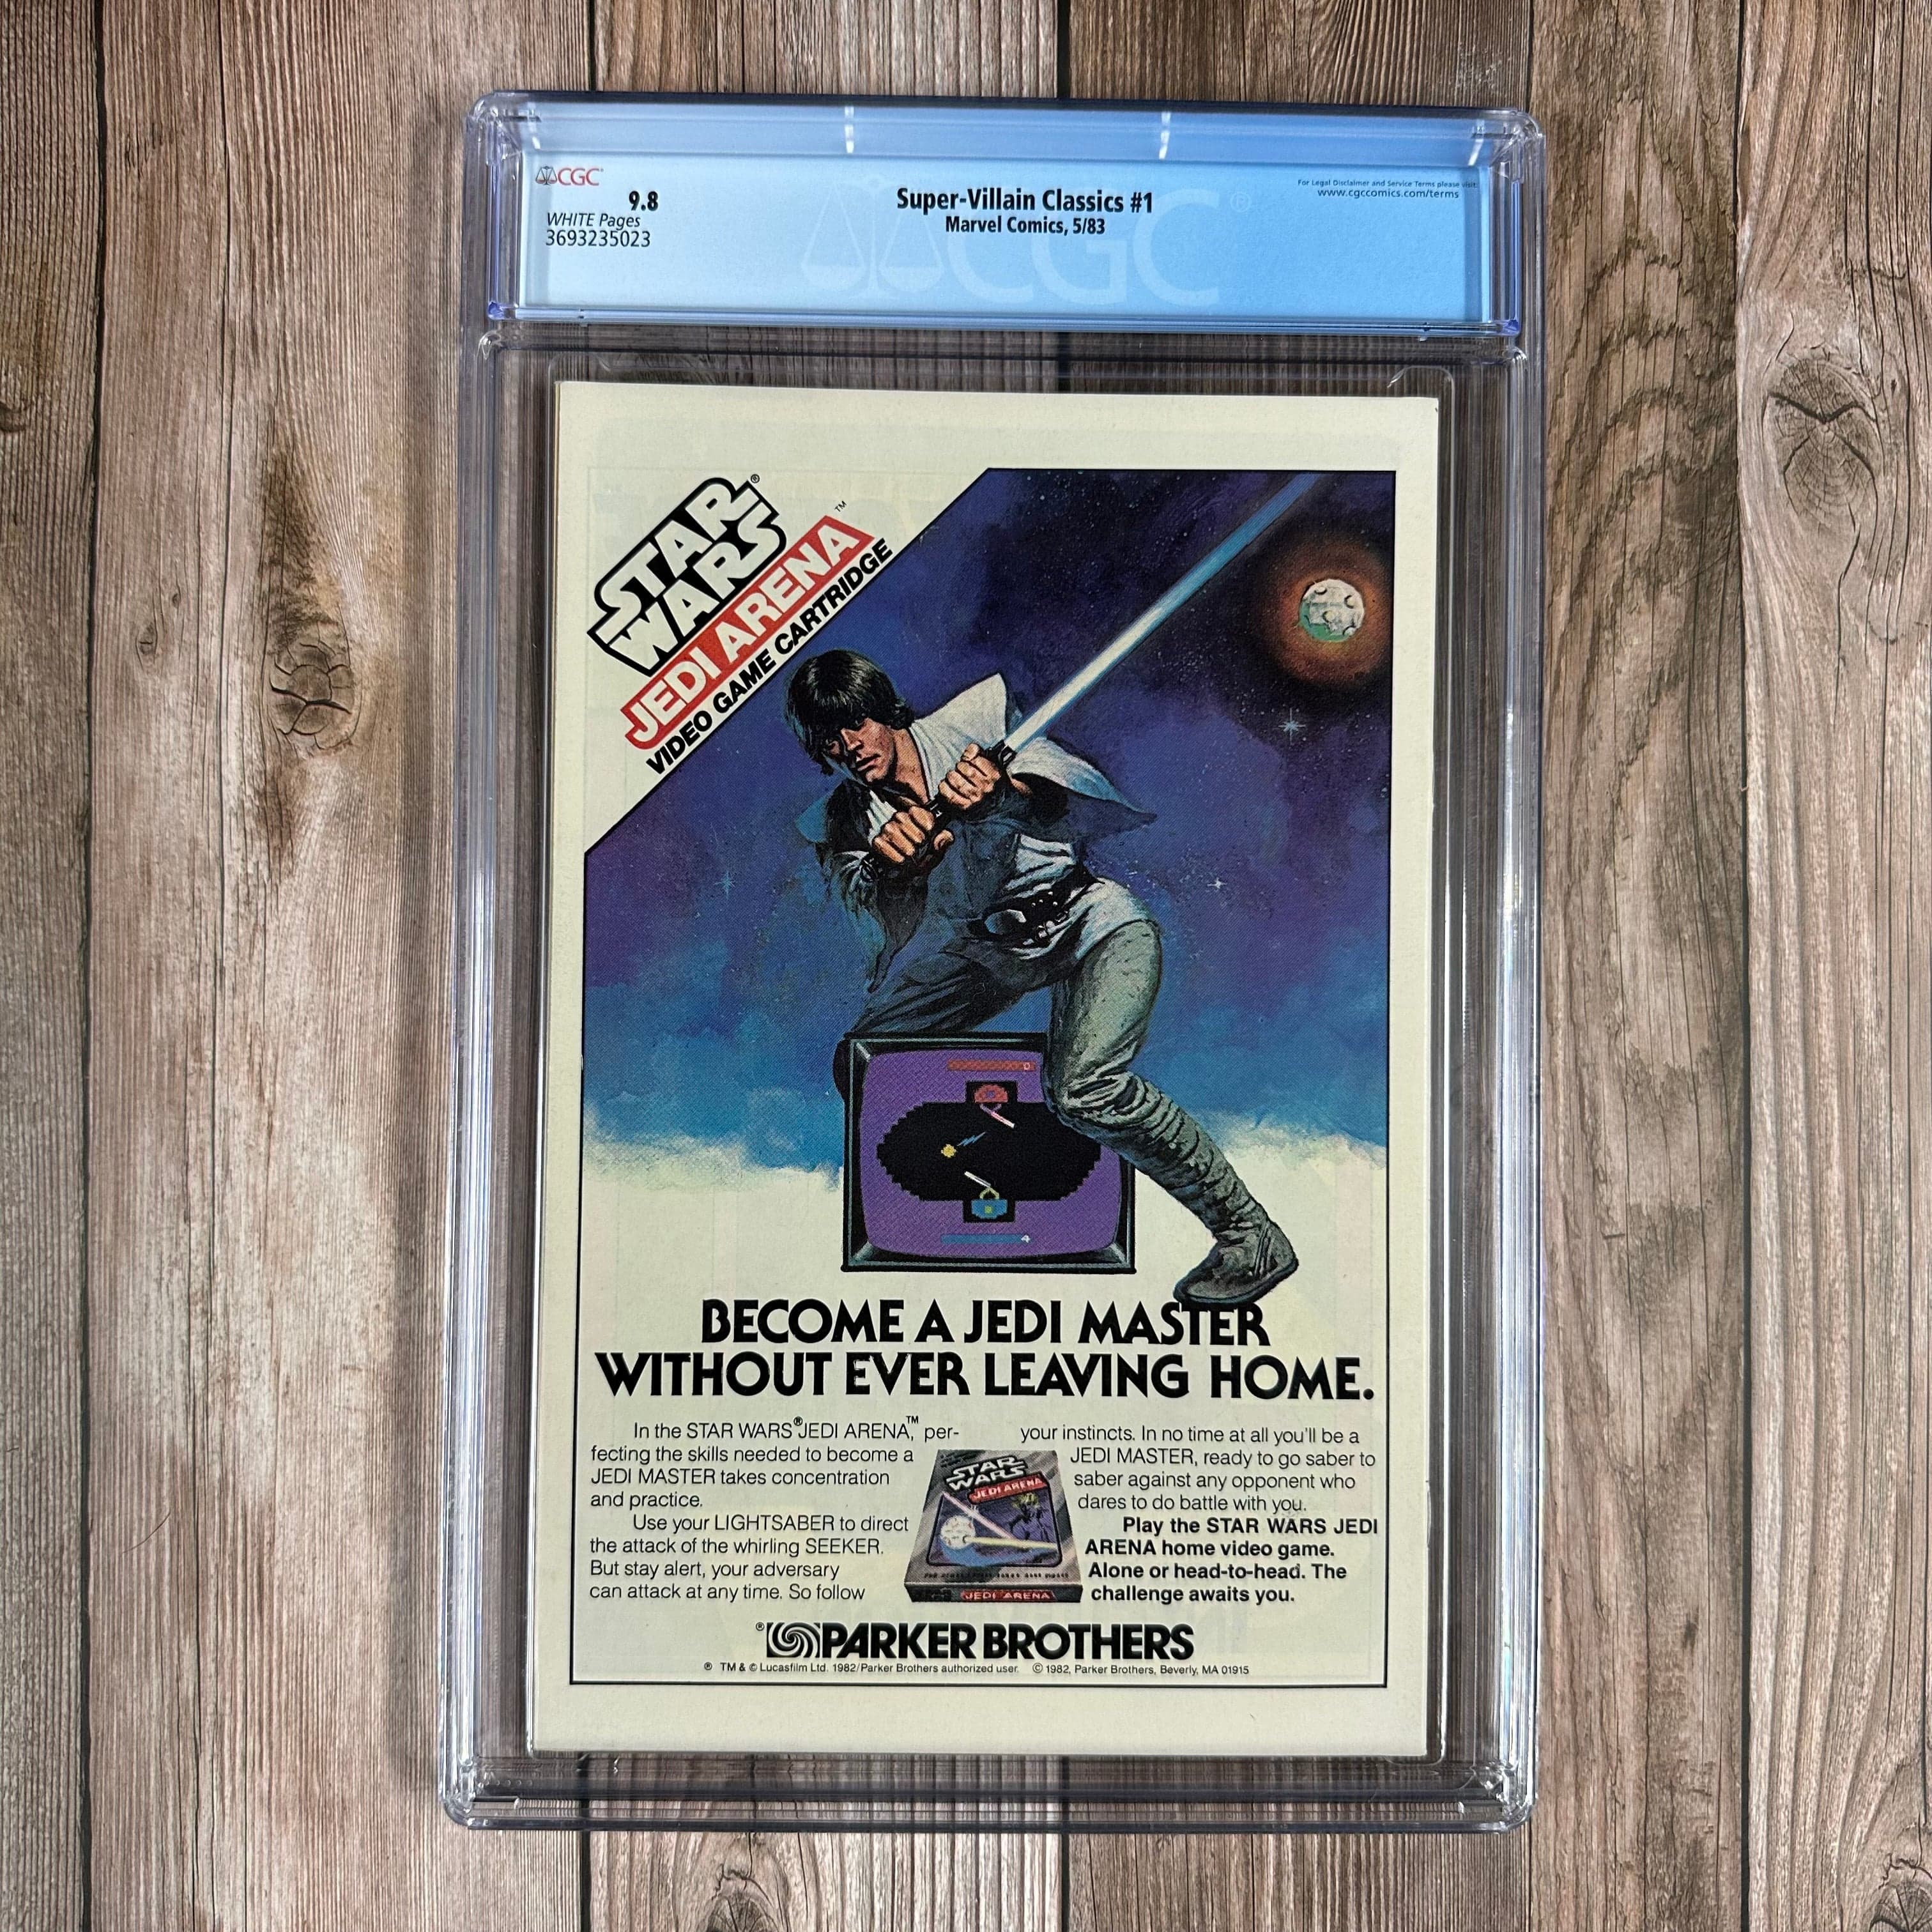 CGC
9.8
WHITE Pages
3693235023
Super-Villain Classics #1
Marvel Comics, 5/83
For Legal Disclaimer and Service Terms please visit:
www.cgccomics.com/terms
CGC®
STAR
WARS®
JEDI ARENA™
VIDEO GAME CARTRIDGE
0
4
BECOME A JEDI MASTER
WITHOUT EVER LEAVING HOME.
In the STAR WARS® JEDI ARENA,™ per-
fecting the skills needed to become a
JEDI MASTER takes concentration
and practice.
Use your LIGHTSABER to direct
the attack of the whirling SEEKER.
But stay alert, your adversary
can attack at any time. So follow
your instincts. In no time at all you'll be a
JEDI MASTER, ready to go saber to
saber against any opponent who
dares to do battle with you.
Play the STAR WARS JEDI
ARENA home video game.
Alone or head-to-head. The
challenge awaits you.
STAR
WARS
JEDI ARENA
JEDI ARENA
® PARKER BROTHERS
® TM & © Lucasfilm Ltd. 1982/Parker Brothers authorized user. © 1982, Parker Brothers, Beverly, MA 01915